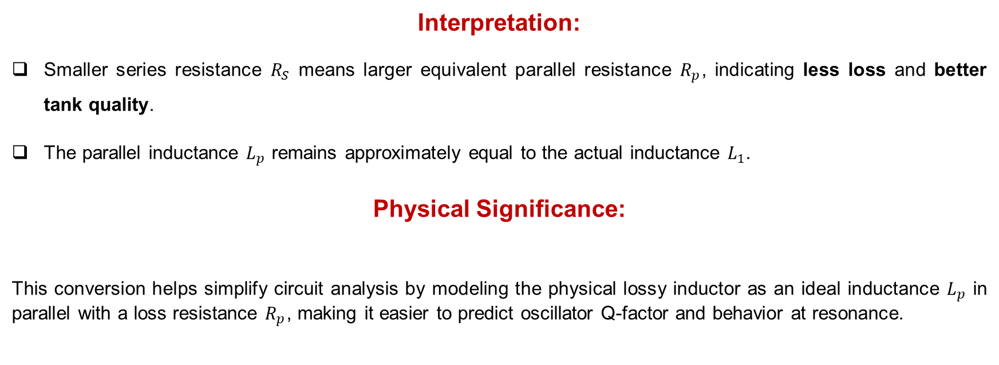 Interpretation:
❑ Smaller series resistance R_S means larger equivalent parallel resistance R_p, indicating less loss and better
tank quality.
❑ The parallel inductance L_p remains approximately equal to the actual inductance L_1.
Physical Significance:
This conversion helps simplify circuit analysis by modeling the physical lossy inductor as an ideal inductance L_p in
parallel with a loss resistance R_p, making it easier to predict oscillator Q-factor and behavior at resonance.